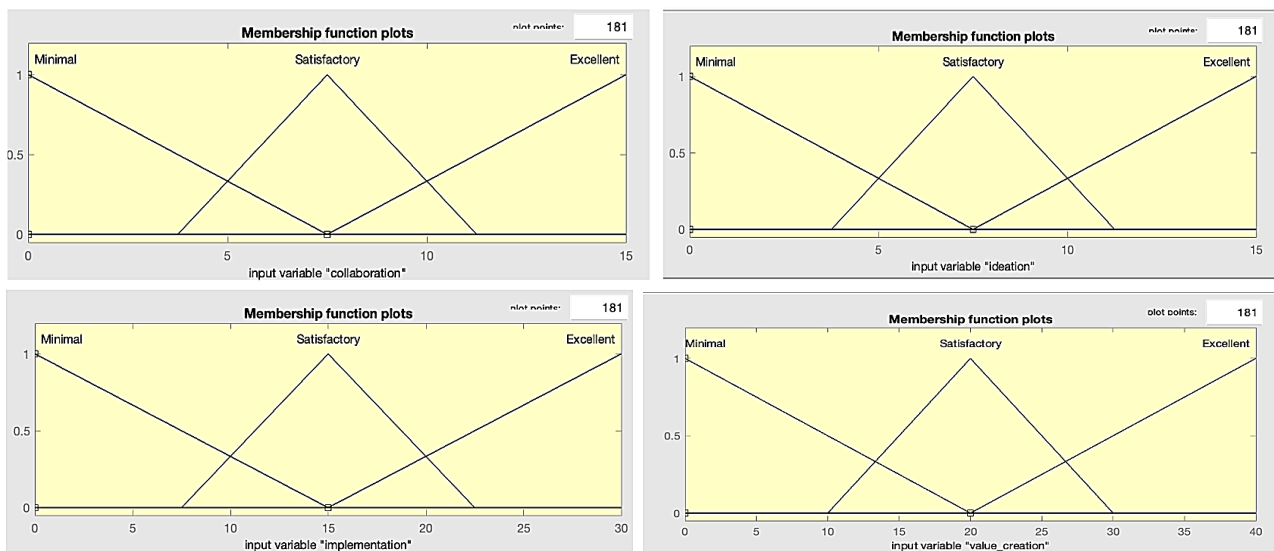 plot points: 181
Membership function plots
Minimal Satisfactory Excellent
1
0.5
0
0 5 10 15
input variable "collaboration"
plot points: 181
Membership function plots
Minimal Satisfactory Excellent
1
0.5
0
0 5 10 15
input variable "ideation"
plot points: 181
Membership function plots
Minimal Satisfactory Excellent
1
0.5
0
0 5 10 15 20 25 30
input variable "implementation"
plot points: 181
Membership function plots
Minimal Satisfactory Excellent
1
0.5
0
0 5 10 15 20 25 30 35 40
input variable "value_creation"